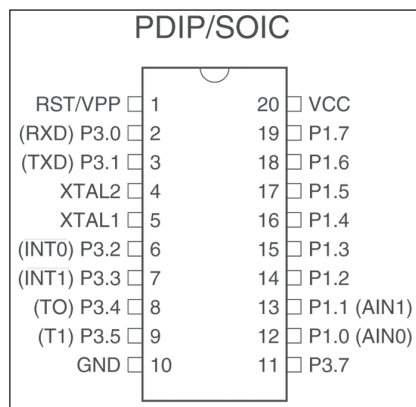 PDIP/SOIC
RST/VPP 1 20 VCC
(RXD) P3.0 2 19 P1.7
(TXD) P3.1 3 18 P1.6
XTAL2 4 17 P1.5
XTAL1 5 16 P1.4
(INT0) P3.2 6 15 P1.3
(INT1) P3.3 7 14 P1.2
(TO) P3.4 8 13 P1.1 (AIN1)
(T1) P3.5 9 12 P1.0 (AIN0)
GND 10 11 P3.7